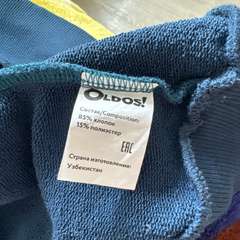 OLDOS!
Состав/Composition:
85% хлопок
15% полиэстер
EAC
Страна изготовления:
Узбекистан